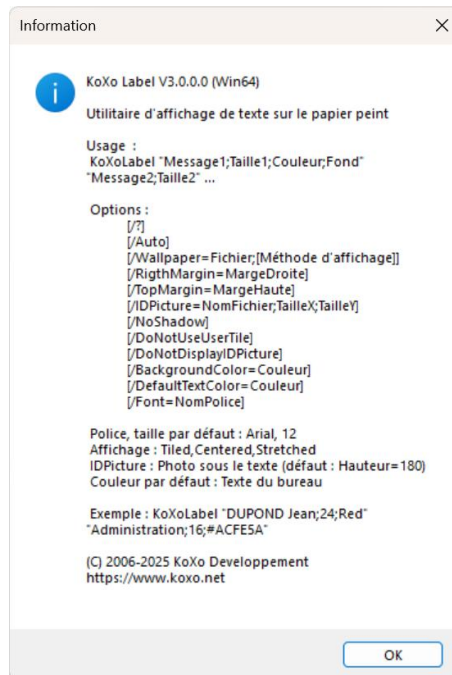 Information
KoXo Label V3.0.0.0 (Win64)
Utilitaire d'affichage de texte sur le papier peint
Usage :
KoXoLabel "Message1;Taille1;Couleur;Fond"
"Message2;Taille2" ...
Options :
[/?]
[/Auto]
[/Wallpaper=Fichier;[Méthode d'affichage]]
[/RigthMargin=MargeDroite]
[/TopMargin=MargeHaute]
[/IDPicture=NomFichier;TailleX;TailleY]
[/NoShadow]
[/DoNotUseUserTile]
[/DoNotDisplayIDPicture]
[/BackgroundColor=Couleur]
[/DefaultTextColor=Couleur]
[/Font=NomPolice]
Police, taille par défaut : Arial, 12
Affichage : Tiled,Centered,Stretched
IDPicture : Photo sous le texte (défaut : Hauteur=180)
Couleur par défaut : Texte du bureau
Exemple : KoXoLabel "DUPOND Jean;24;Red"
"Administration;16;#ACFE5A"
(C) 2006-2025 KoXo Developpement
https://www.koxo.net
OK